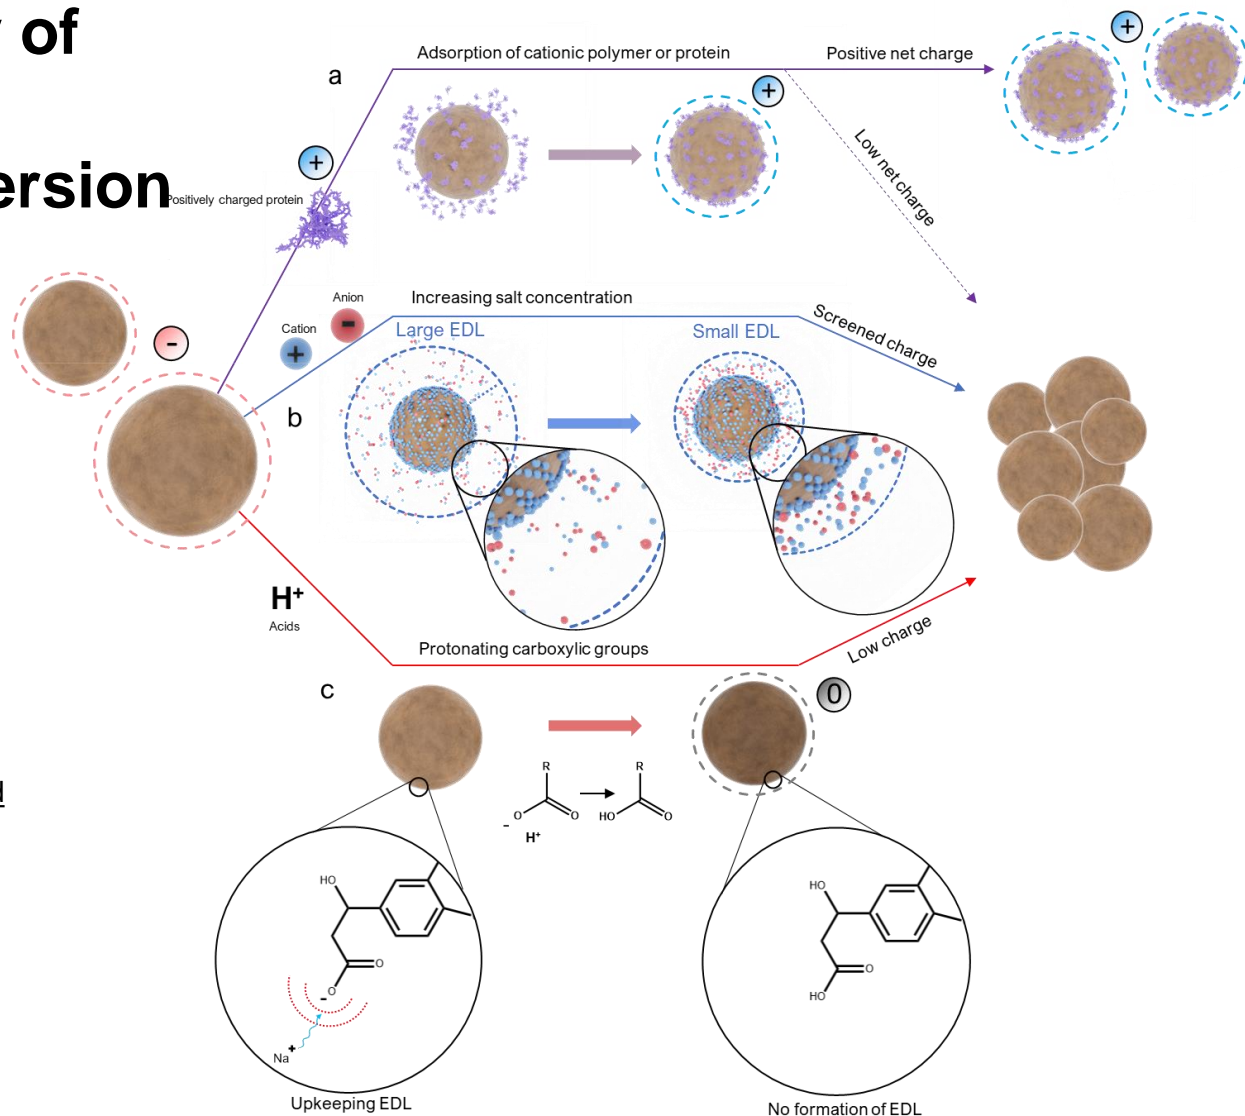 of
ersion
a
Adsorption of cationic polymer or protein
Positive net charge
+
+
+
Positively charged protein
Low net charge
-
Anion
-
Cation
+
Increasing salt concentration
Large EDL
Small EDL
Screened charge
b
H+
Acids
Protonating carboxylic groups
Low charge
c
0
R
O
-
O
H+
R
HO
O
HO
O
O
-
Na+
Upkeeping EDL
HO
O
HO
No formation of EDL